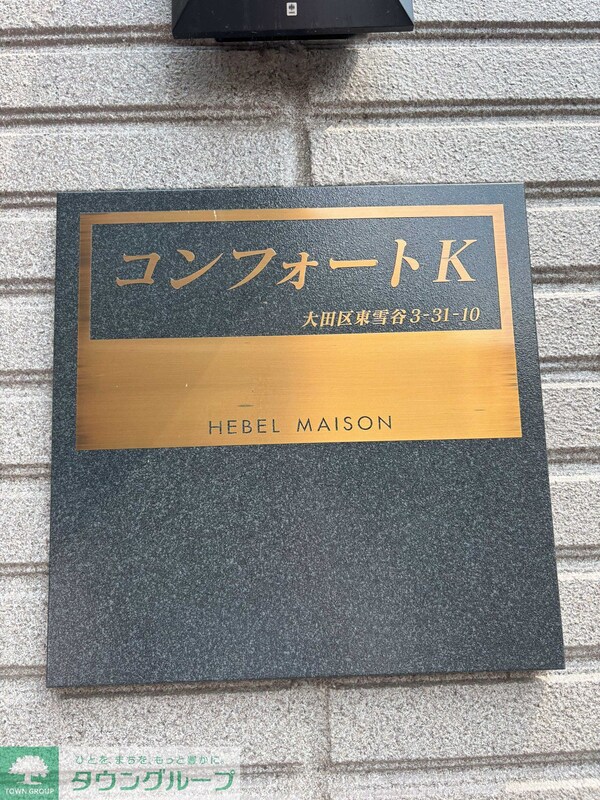 コンフォートK
大田区東雪谷3-31-10
HEBEL MAISON
ひとを、まちを、もっと豊かに。
タウングループ
TOWN GROUP